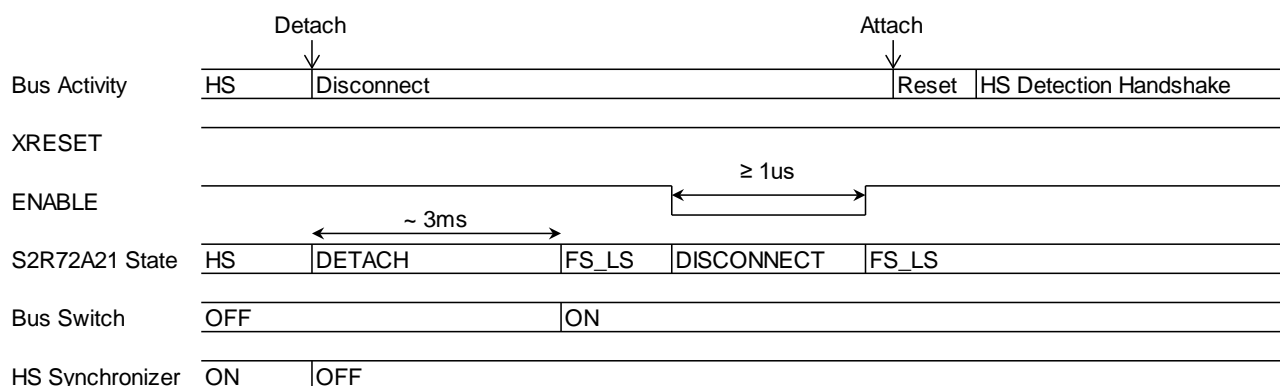 Detach Attach
Bus Activity HS Disconnect Reset HS Detection Handshake
XRESET
≥ 1us
ENABLE
~ 3ms
S2R72A21 State HS DETACH FS_LS DISCONNECT FS_LS
Bus Switch OFF ON
HS Synchronizer ON OFF